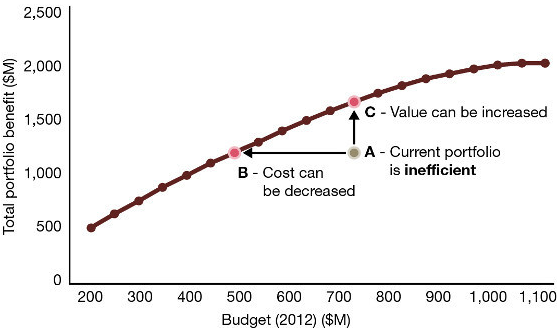 Total portfolio benefit ($M)
2,500
2,000
1,500
1,000
500
0
C - Value can be increased
A - Current portfolio
is inefficient
B - Cost can
be decreased
200 300 400 500 600 700 800 900 1,000 1,100
Budget (2012) ($M)